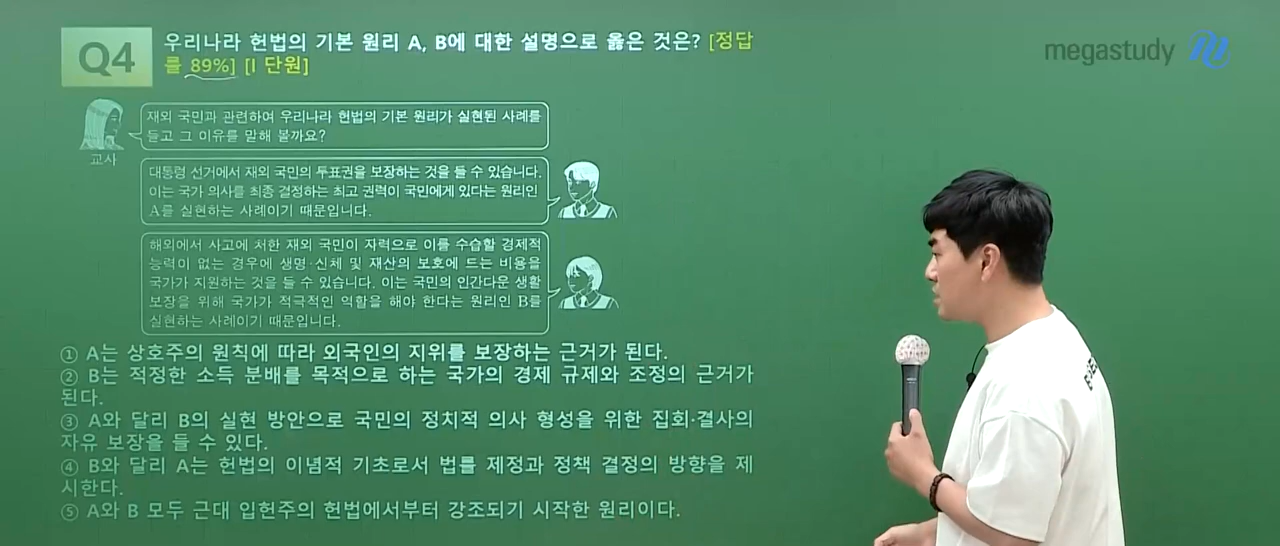 Q4
우리나라 헌법의 기본 원리 A, B에 대한 설명으로 옳은 것은? [정답
률 89%] [I 단원]
megastudy
재외 국민과 관련하여 우리나라 헌법의 기본 원리가 실현된 사례를
들고 그 이유를 말해 볼까요?
교사
대통령 선거에서 재외 국민의 투표권을 보장하는 것을 들 수 있습니다.
이는 국가 의사를 최종 결정하는 최고 권력이 국민에게 있다는 원리인
A를 실현하는 사례이기 때문입니다.
해외에서 사고에 처한 재외 국민이 자력으로 이를 수습할 경제적
능력이 없는 경우에 생명·신체 및 재산의 보호에 드는 비용을
국가가 지원하는 것을 들 수 있습니다. 이는 국민의 인간다운 생활
보장을 위해 국가가 적극적인 역할을 해야 한다는 원리인 B를
실현하는 사례이기 때문입니다.
① A는 상호주의 원칙에 따라 외국인의 지위를 보장하는 근거가 된다.
② B는 적정한 소득 분배를 목적으로 하는 국가의 경제 규제와 조정의 근거가
된다.
③ A와 달리 B의 실현 방안으로 국민의 정치적 의사 형성을 위한 집회·결사의
자유 보장을 들 수 있다.
④ B와 달리 A는 헌법의 이념적 기초로서 법률 제정과 정책 결정의 방향을 제
시한다.
⑤ A와 B 모두 근대 입헌주의 헌법에서부터 강조되기 시작한 원리이다.